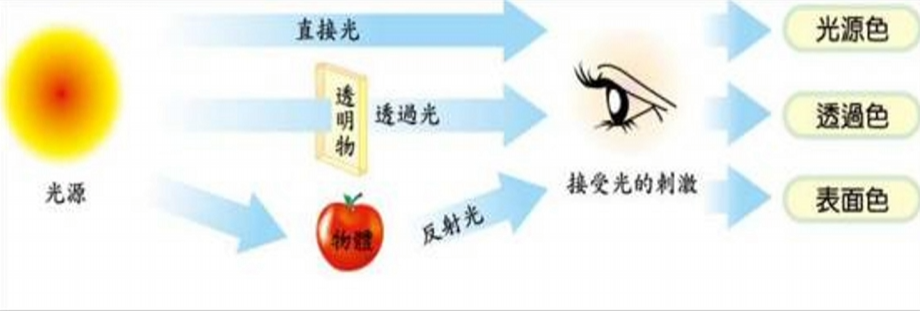 直接光
光源色
透明物
透過光
透過色
光源
接受光的刺激
物體
反射光
表面色